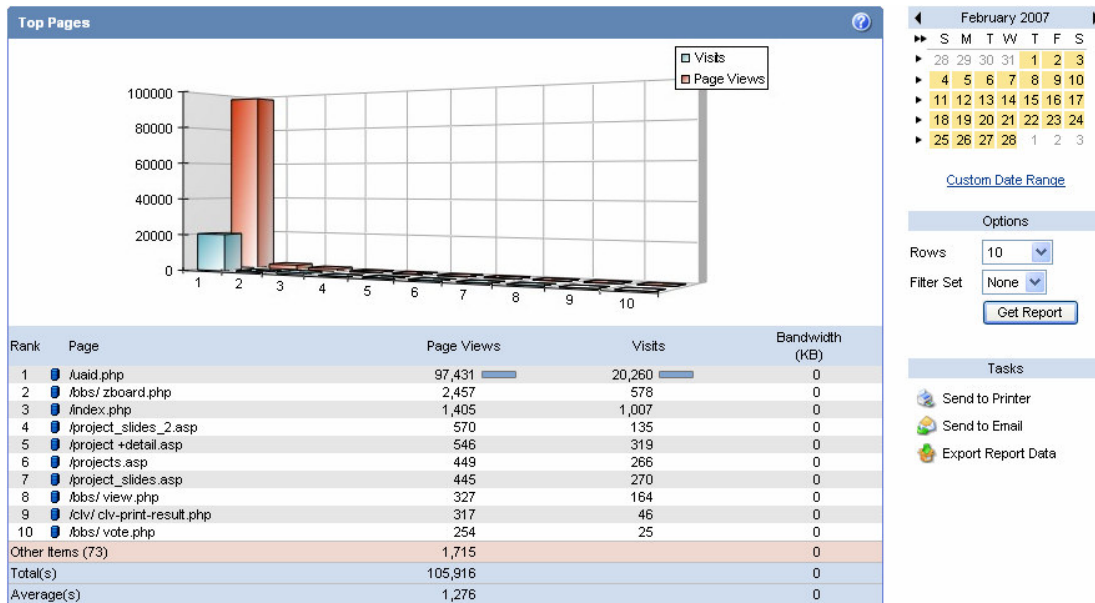 Top Pages
Visits
Page Views
100000
80000
60000
40000
20000
0
1 2 3 4 5 6 7 8 9 10
Rank Page Page Views Visits Bandwidth (KB)
1 /uaid.php 97,431 20,260 0
2 /bbs/ zboard.php 2,457 578 0
3 /index.php 1,405 1,007 0
4 /project_slides_2.asp 570 135 0
5 /project +detail.asp 546 319 0
6 /projects.asp 449 266 0
7 /project_slides.asp 445 270 0
8 /bbs/ view.php 327 164 0
9 /clv/ clv-print-result.php 317 46 0
10 /bbs/ vote.php 254 25 0
Other Items (73) 1,715 0
Total(s) 105,916 0
Average(s) 1,276 0
February 2007
S M T W T F S
28 29 30 31 1 2 3
4 5 6 7 8 9 10
11 12 13 14 15 16 17
18 19 20 21 22 23 24
25 26 27 28 1 2 3
Custom Date Range
Options
Rows 10
Filter Set None
Get Report
Tasks
Send to Printer
Send to Email
Export Report Data